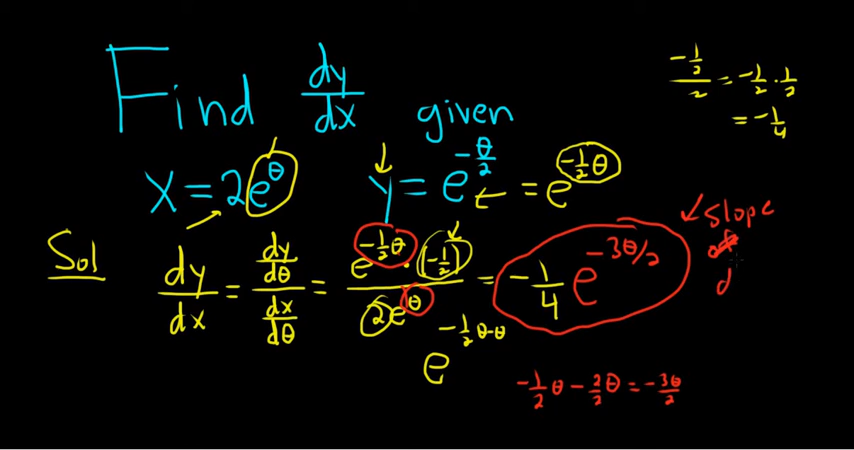 Find dy/dx given
x = 2e^θ y = e^(-θ/2) = e^(-1/2 θ)
Sol dy/dx = (dy/dθ)/(dx/dθ) = (e^(-1/2 θ) · (-1/2))/(2e^θ) = -1/4 e^(-3θ/2)
e^(-1/2 θ-θ)
-1/2 θ - 2/2 θ = -3θ/2
(-1/2)/2 = -1/2 · 1/2
= -1/4
Slope